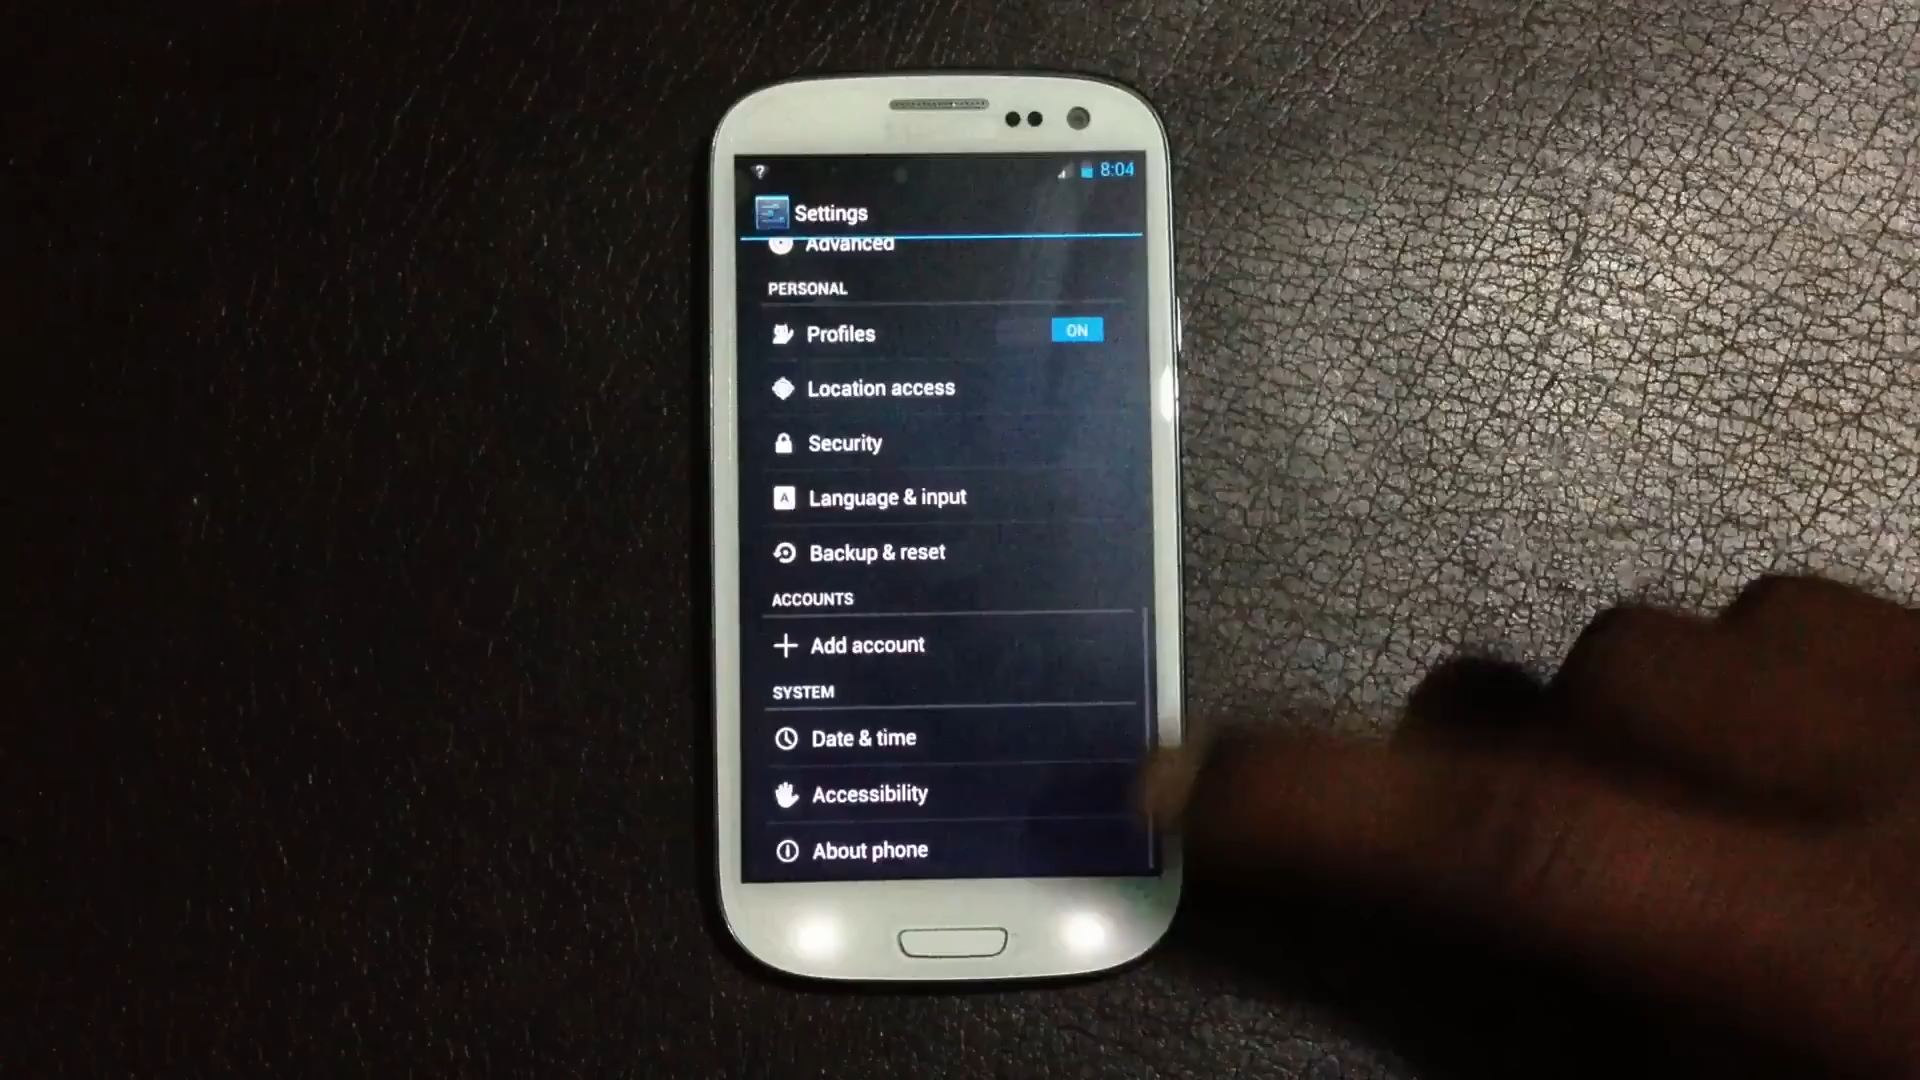 8:04
Settings
Advanced
PERSONAL
Profiles ON
Location access
Security
A Language & input
Backup & reset
ACCOUNTS
Add account
SYSTEM
Date & time
Accessibility
About phone